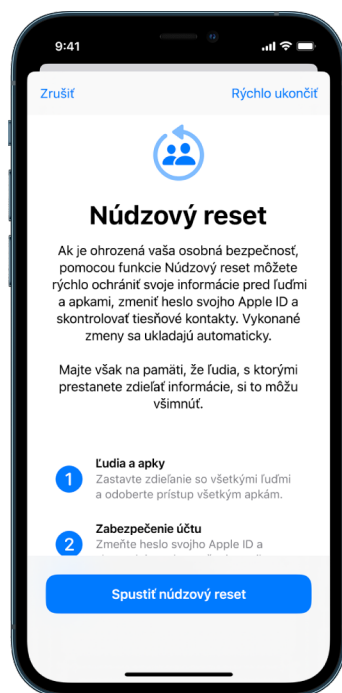 9:41
Zrušiť
Rýchlo ukončiť
Núdzový reset
Ak je ohrozená vaša osobná bezpečnosť,
pomocou funkcie Núdzový reset môžete
rýchlo ochrániť svoje informácie pred ľuďmi
a apkami, zmeniť heslo svojho Apple ID a
skontrolovať tiesňové kontakty. Vykonané
zmeny sa ukladajú automaticky.
Majte však na pamäti, že ľudia, s ktorými
prestanete zdieľať informácie, si to môžu
všimnúť.
1
Ľudia a apky
Zastavte zdieľanie so všetkými ľuďmi
a odoberte prístup všetkým apkám.
2
Zabezpečenie účtu
Zmeňte heslo svojho Apple ID a
Spustiť núdzový reset